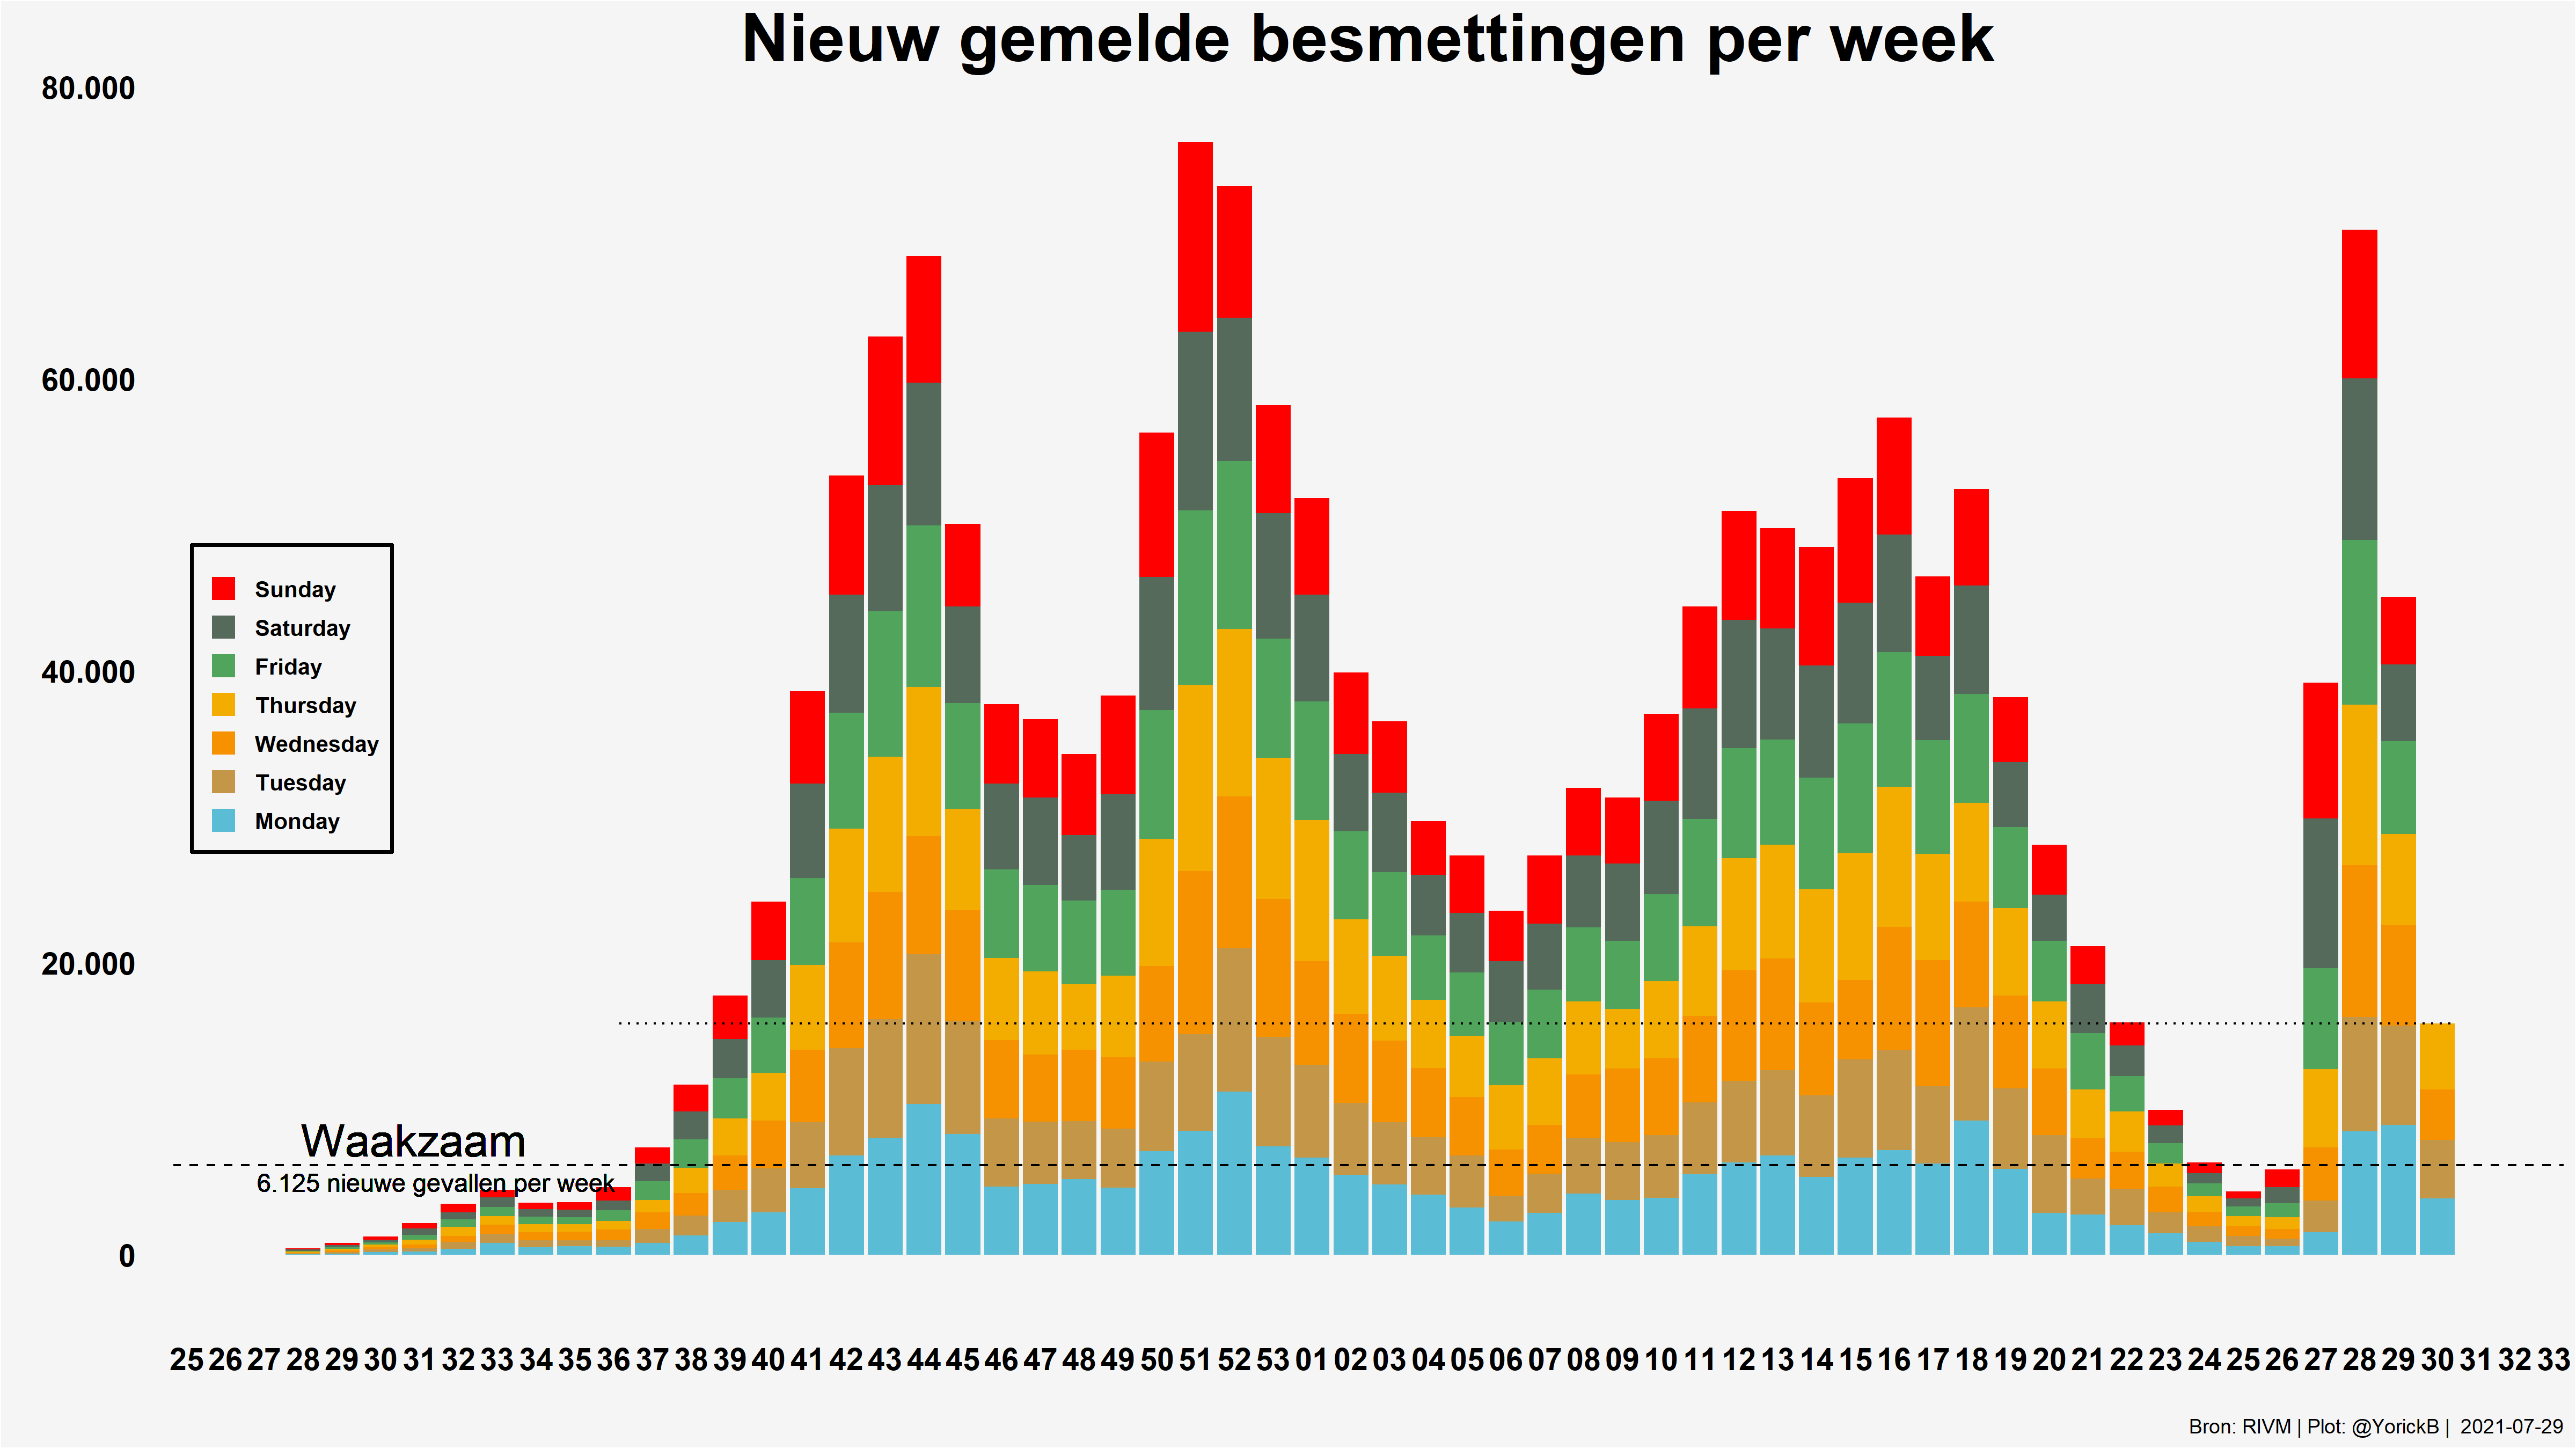 Nieuw gemelde besmettingen per week
80.000
60.000
40.000
20.000
0
Sunday
Saturday
Friday
Thursday
Wednesday
Tuesday
Monday
Waakzaam
6.125 nieuwe gevallen per week
25 26 27 28 29 30 31 32 33 34 35 36 37 38 39 40 41 42 43 44 45 46 47 48 49 50 51 52 53 01 02 03 04 05 06 07 08 09 10 11 12 13 14 15 16 17 18 19 20 21 22 23 24 25 26 27 28 29 30 31 32 33
Bron: RIVM | Plot: @YorickB | 2021-07-29